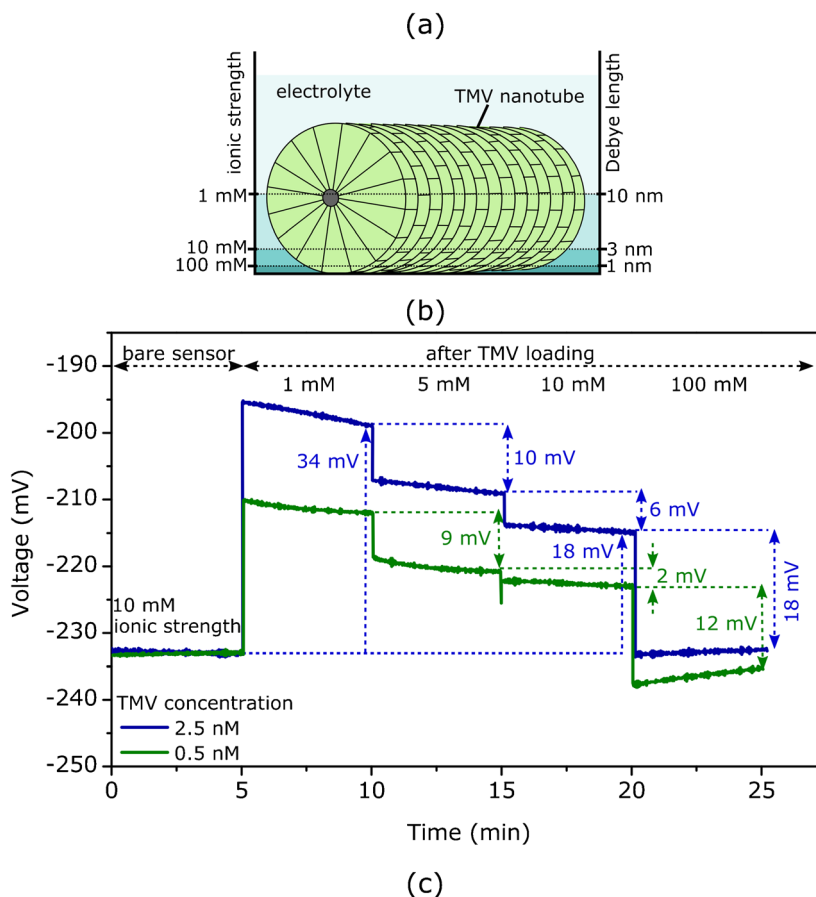 (a)
ionic strength
electrolyte
TMV nanotube
Debye length
1 mM
10 nm
10 mM
3 nm
100 mM
1 nm
(b)
bare sensor
after TMV loading
1 mM
5 mM
10 mM
100 mM
-190
-200
-210
-220
-230
-240
-250
Voltage (mV)
34 mV
10 mV
6 mV
9 mV
18 mV
2 mV
12 mV
18 mV
10 mM
ionic strength
TMV concentration
2.5 nM
0.5 nM
0
5
10
15
20
25
Time (min)
(c)